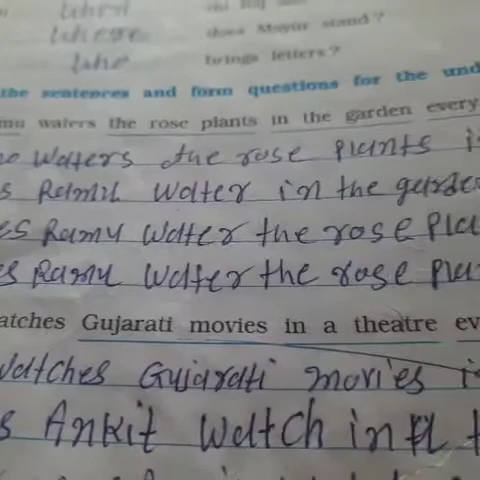 where
does Mayur stand?
who
brings letters?
the sentences and form questions for the und
mu waters the rose plants in the garden every
waters the rose plants
Ramu water in the garde
es Ramu water the rose pla
es Ramu water the rose pla
atches Gujarati movies in a theatre ev
watches Gujarati movies i
s Ankit watch in